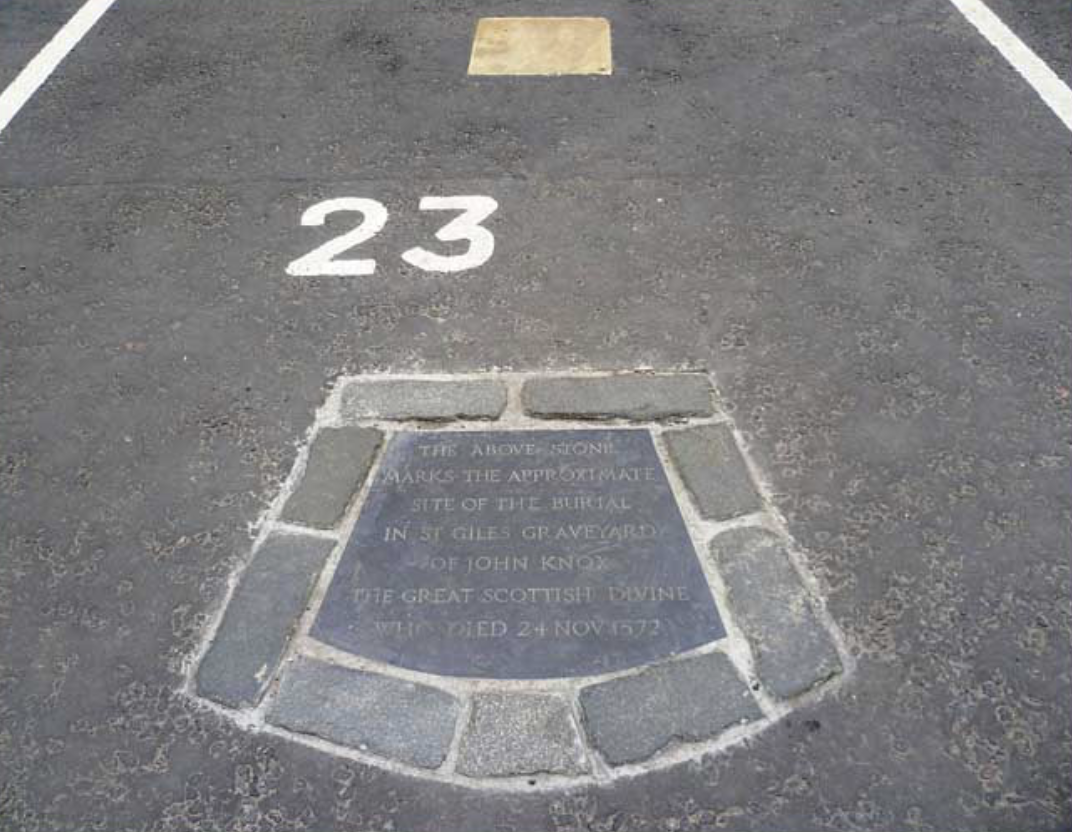 23
THE ABOVE STONE
MARKS THE APPROXIMATE
SITE OF THE BURIAL
IN ST GILES GRAVEYARD
OF JOHN KNOX
THE GREAT SCOTTISH DIVINE
WHO DIED 24 NOV 1572